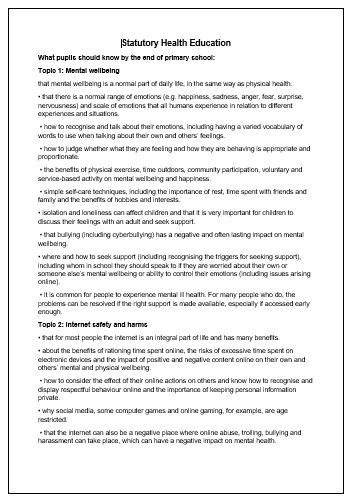 Statutory Health Education
What pupils should know by the end of primary school:
Topic 1: Mental wellbeing
that mental wellbeing is a normal part of daily life, in the same way as physical health.
• that there is a normal range of emotions (e.g. happiness, sadness, anger, fear, surprise,
nervousness) and scale of emotions that all humans experience in relation to different
experiences and situations.
• how to recognise and talk about their emotions, including having a varied vocabulary of
words to use when talking about their own and others' feelings.
• how to judge whether what they are feeling and how they are behaving is appropriate and
proportionate.
• the benefits of physical exercise, time outdoors, community participation, voluntary and
service-based activity on mental wellbeing and happiness.
• simple self-care techniques, including the importance of rest, time spent with friends and
family and the benefits of hobbies and interests.
• isolation and loneliness can affect children and that it is very important for children to
discuss their feelings with an adult and seek support.
• that bullying (including cyberbullying) has a negative and often lasting impact on mental
wellbeing.
• where and how to seek support (including recognising the triggers for seeking support),
including whom in school they should speak to if they are worried about their own or
someone else's mental wellbeing or ability to control their emotions (including issues arising
online).
• it is common for people to experience mental ill health. For many people who do, the
problems can be resolved if the right support is made available, especially if accessed early
enough.
Topic 2: Internet safety and harms
• that for most people the internet is an integral part of life and has many benefits.
• about the benefits of rationing time spent online, the risks of excessive time spent on
electronic devices and the impact of positive and negative content online on their own and
others' mental and physical wellbeing.
• how to consider the effect of their online actions on others and know how to recognise and
display respectful behaviour online and the importance of keeping personal information
private.
• why social media, some computer games and online gaming, for example, are age
restricted.
• that the internet can also be a negative place where online abuse, trolling, bullying and
harassment can take place, which can have a negative impact on mental health.